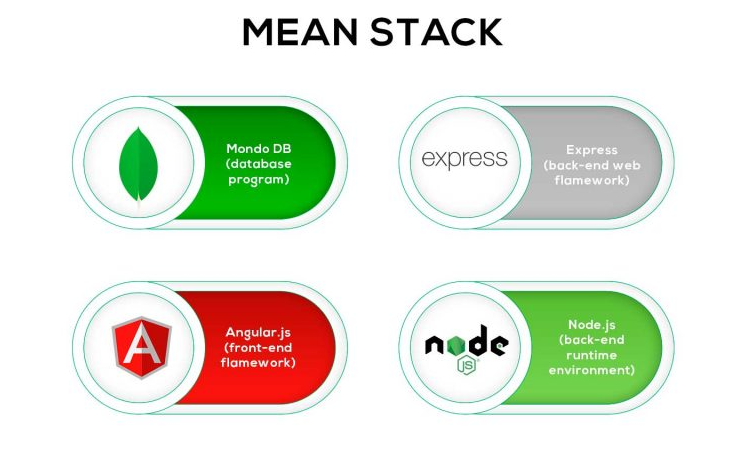 MEAN STACK
Mondo DB
(database
program)
express
Express
(back-end web
flamework)
A
Angular.js
(front-end
flamework)
node
JS
Node.js
(back-end
runtime
environment)